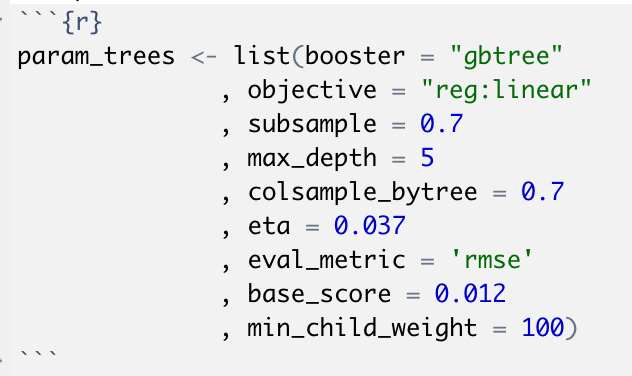 ```{r}
param_trees <- list(booster = "gbtree"
, objective = "reg:linear"
, subsample = 0.7
, max_depth = 5
, colsample_bytree = 0.7
, eta = 0.037
, eval_metric = 'rmse'
, base_score = 0.012
, min_child_weight = 100)
```